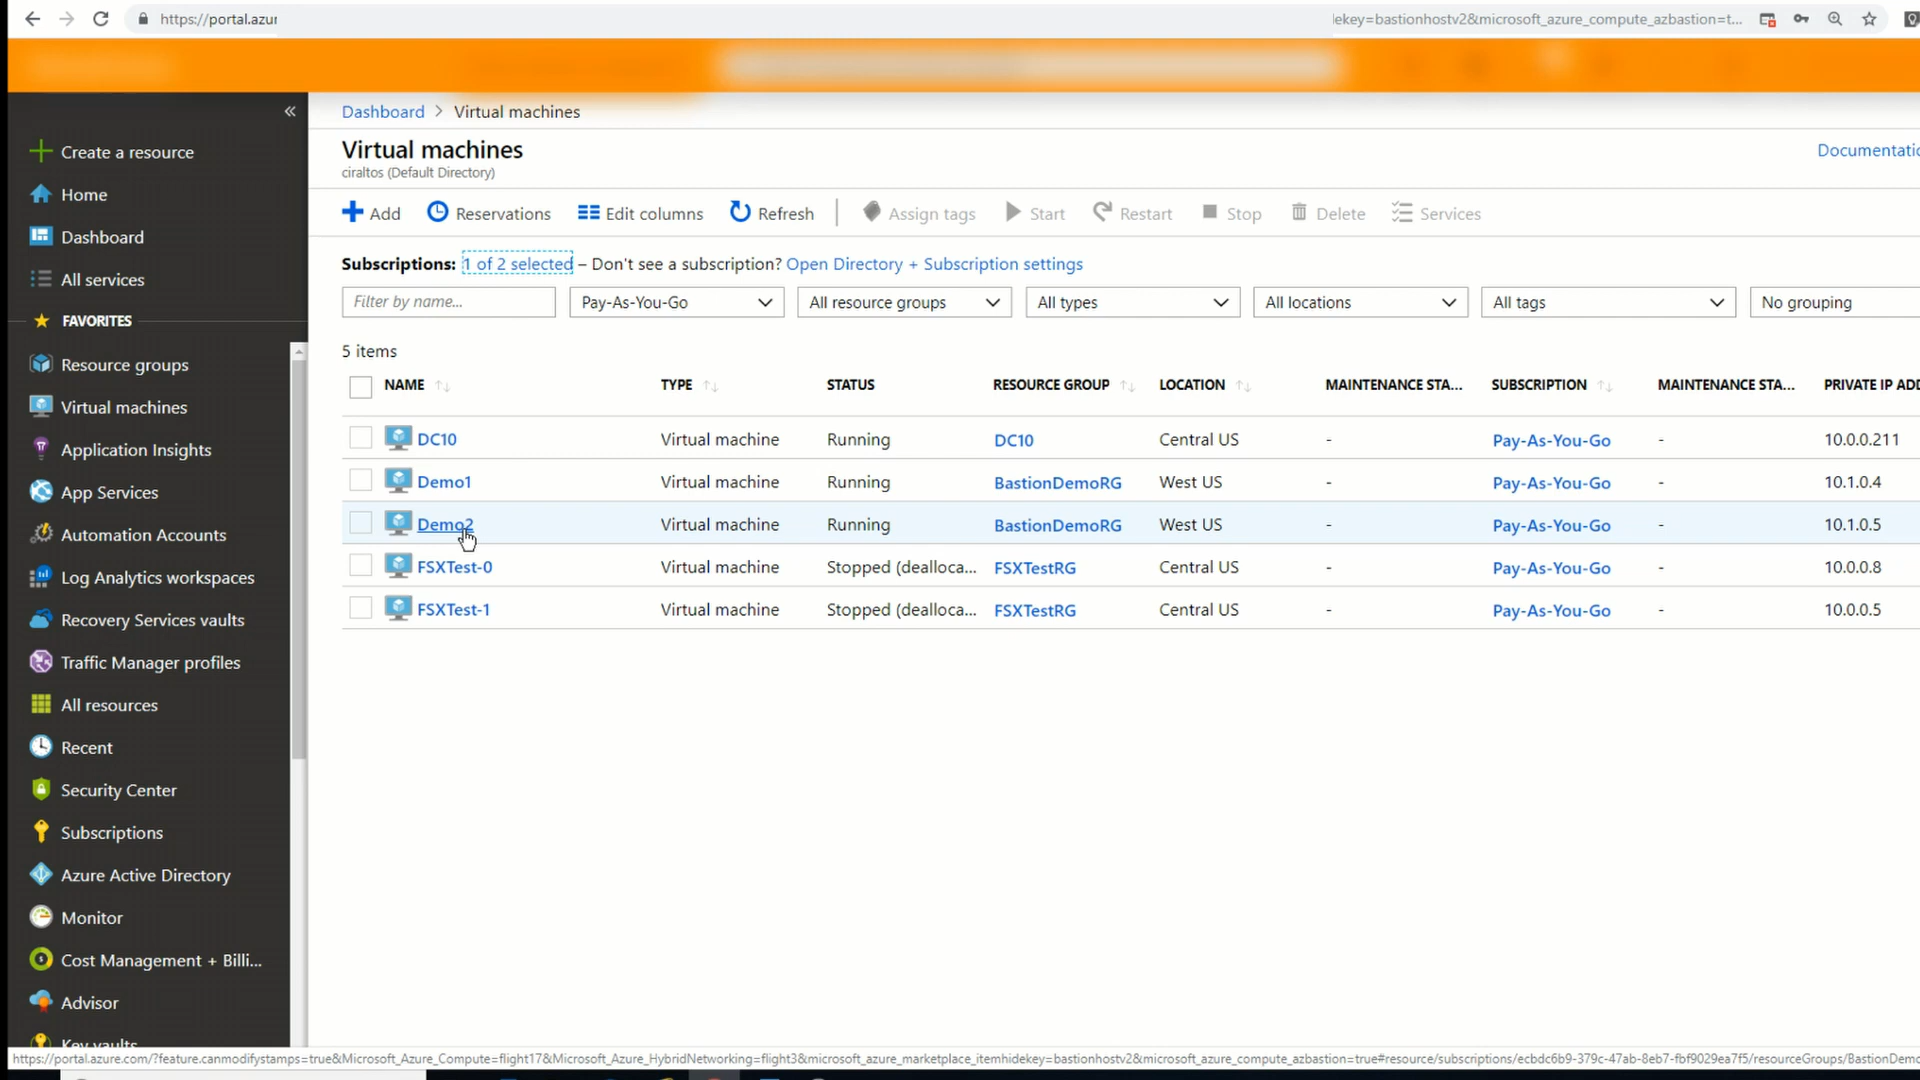 https://portal.azur
lekey=bastionhostv2&microsoft_azure_compute_azbastion=t...
Dashboard > Virtual machines
Virtual machines
ciraltos (Default Directory)
Documentatio
Add Reservations Edit columns Refresh Assign tags Start Restart Stop Delete Services
Subscriptions: 1 of 2 selected – Don't see a subscription? Open Directory + Subscription settings
Filter by name... Pay-As-You-Go All resource groups All types All locations All tags No grouping
5 items
NAME TYPE STATUS RESOURCE GROUP LOCATION MAINTENANCE STA... SUBSCRIPTION MAINTENANCE STA... PRIVATE IP ADD
DC10 Virtual machine Running DC10 Central US - Pay-As-You-Go - 10.0.0.211
Demo1 Virtual machine Running BastionDemoRG West US - Pay-As-You-Go - 10.1.0.4
Demo2 Virtual machine Running BastionDemoRG West US - Pay-As-You-Go - 10.1.0.5
FSXTest-0 Virtual machine Stopped (dealloca... FSXTestRG Central US - Pay-As-You-Go - 10.0.0.8
FSXTest-1 Virtual machine Stopped (dealloca... FSXTestRG Central US - Pay-As-You-Go - 10.0.0.5
Create a resource
Home
Dashboard
All services
FAVORITES
Resource groups
Virtual machines
Application Insights
App Services
Automation Accounts
Log Analytics workspaces
Recovery Services vaults
Traffic Manager profiles
All resources
Recent
Security Center
Subscriptions
Azure Active Directory
Monitor
Cost Management + Billi...
Advisor
Key vaults
https://portal.azure.com/?feature.canmodifystamps=true&Microsoft_Azure_Compute=flight17&Microsoft_Azure_HybridNetworking=flight3&microsoft_azure_marketplace_itemhidekey=bastionhostv2&microsoft_azure_compute_azbastion=true#resource/subscriptions/ecbdc6b9-379c-47ab-8eb7-fbf9029ea7f5/resourceGroups/BastionDemo